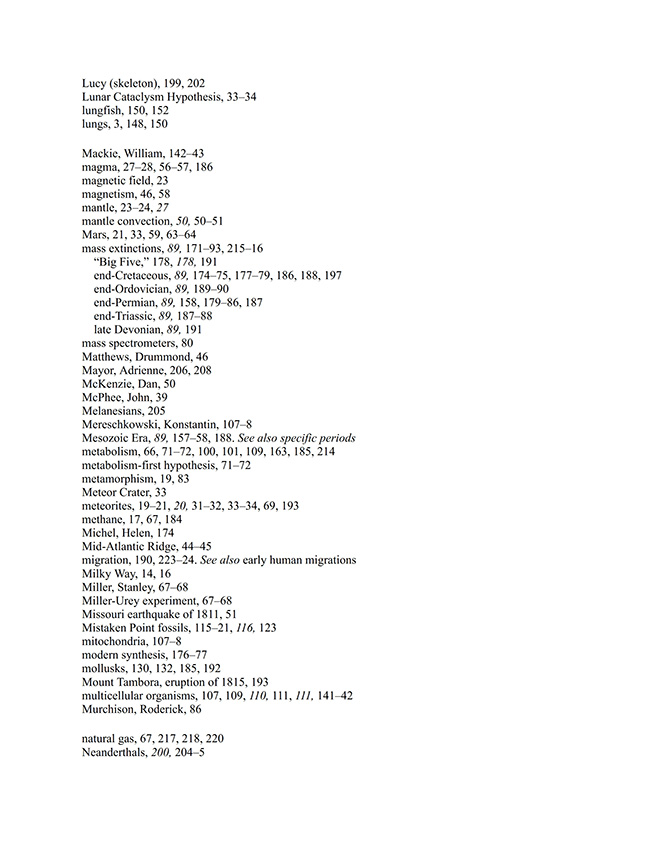 Lucy (skeleton), 199, 202
Lunar Cataclysm Hypothesis, 33–34
lungfish, 150, 152
lungs, 3, 148, 150
Mackie, William, 142–43
magma, 27–28, 56–57, 186
magnetic field, 23
magnetism, 46, 58
mantle, 23–24, 27
mantle convection, 50, 50–51
Mars, 21, 33, 59, 63–64
mass extinctions, 89, 171–93, 215–16
“Big Five,” 178, 178, 191
end-Cretaceous, 89, 174–75, 177–79, 186, 188, 197
end-Ordovician, 89, 189–90
end-Permian, 89, 158, 179–86, 187
end-Triassic, 89, 187–88
late Devonian, 89, 191
mass spectrometers, 80
Matthews, Drummond, 46
Mayor, Adrienne, 206, 208
McKenzie, Dan, 50
McPhee, John, 39
Melanesians, 205
Mereschkowski, Konstantin, 107–8
Mesozoic Era, 89, 157–58, 188. See also specific periods
metabolism, 66, 71–72, 100, 101, 109, 163, 185, 214
metabolism-first hypothesis, 71–72
metamorphism, 19, 83
Meteor Crater, 33
meteorites, 19–21, 20, 31–32, 33–34, 69, 193
methane, 17, 67, 184
Michel, Helen, 174
Mid-Atlantic Ridge, 44–45
migration, 190, 223–24. See also early human migrations
Milky Way, 14, 16
Miller, Stanley, 67–68
Miller-Urey experiment, 67–68
Missouri earthquake of 1811, 51
Mistaken Point fossils, 115–21, 116, 123
mitochondria, 107–8
modern synthesis, 176–77
mollusks, 130, 132, 185, 192
Mount Tambora, eruption of 1815, 193
multicellular organisms, 107, 109, 110, 111, 111, 141–42
Murchison, Roderick, 86
natural gas, 67, 217, 218, 220
Neanderthals, 200, 204–5